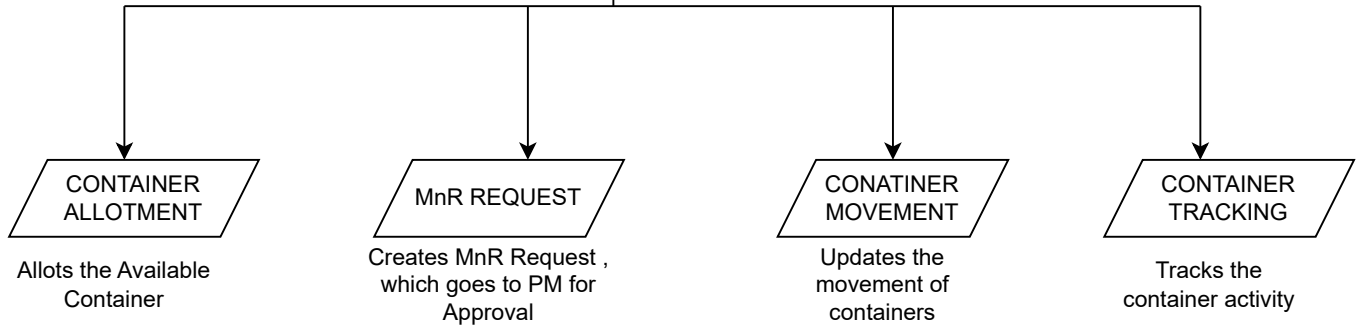 CONTAINER
ALLOTMENT
MnR REQUEST
CONATINER
MOVEMENT
CONTAINER
TRACKING
Allots the Available
Container
Creates MnR Request ,
which goes to PM for
Approval
Updates the
movement of
containers
Tracks the
container activity